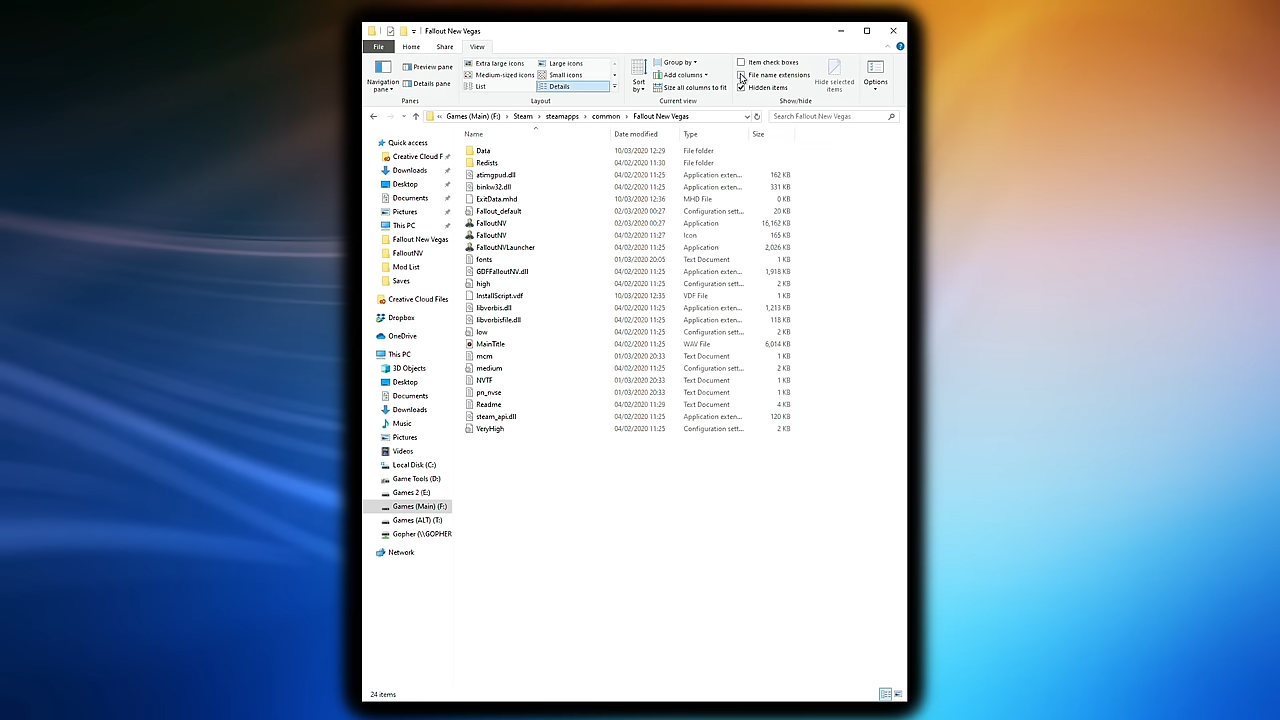 Fallout New Vegas
File Home Share View
Navigation pane
Preview pane
Details pane
Panes
Extra large icons Large icons
Medium-sized icons Small icons
List Details
Layout
Sort by
Group by
Add columns
Size all columns to fit
Current view
Item check boxes
File name extensions
Hidden items
Hide selected items
Show/hide
Options
« Games (Main) (F:) > Steam > steamapps > common > Fallout New Vegas
Search Fallout New Vegas
Quick access
Creative Cloud F
Downloads
Desktop
Documents
Pictures
This PC
Fallout New Vegas
FalloutNV
Mod List
Saves
Creative Cloud Files
Dropbox
OneDrive
This PC
3D Objects
Desktop
Documents
Downloads
Music
Pictures
Videos
Local Disk (C:)
Game Tools (D:)
Games 2 (E:)
Games (Main) (F:)
Games (ALT) (T:)
Gopher (\\GOPHER
Network
Name Date modified Type Size
Data 10/03/2020 12:29 File folder
Redists 04/02/2020 11:30 File folder
atimgpud.dll 04/02/2020 11:25 Application exten... 162 KB
binkw32.dll 04/02/2020 11:25 Application exten... 331 KB
ExitData.mhd 10/03/2020 12:36 MHD File 0 KB
Fallout_default 02/03/2020 00:27 Configuration sett... 20 KB
FalloutNV 02/03/2020 00:27 Application 16,162 KB
FalloutNV 04/02/2020 11:27 Icon 165 KB
FalloutNVLauncher 04/02/2020 11:25 Application 2,026 KB
fonts 01/03/2020 20:05 Text Document 1 KB
GDFFalloutNV.dll 04/02/2020 11:25 Application exten... 1,918 KB
high 04/02/2020 11:25 Configuration sett... 2 KB
InstallScript.vdf 10/03/2020 12:35 VDF File 1 KB
libvorbis.dll 04/02/2020 11:25 Application exten... 1,213 KB
libvorbisfile.dll 04/02/2020 11:25 Application exten... 118 KB
low 04/02/2020 11:25 Configuration sett... 2 KB
MainTitle 04/02/2020 11:25 WAV File 6,014 KB
mcm 01/03/2020 20:33 Text Document 1 KB
medium 04/02/2020 11:25 Configuration sett... 2 KB
NVTF 01/03/2020 20:33 Text Document 1 KB
pn_nvse 01/03/2020 20:33 Text Document 1 KB
Readme 04/02/2020 11:29 Text Document 4 KB
steam_api.dll 04/02/2020 11:25 Application exten... 120 KB
VeryHigh 04/02/2020 11:25 Configuration sett... 2 KB
24 items